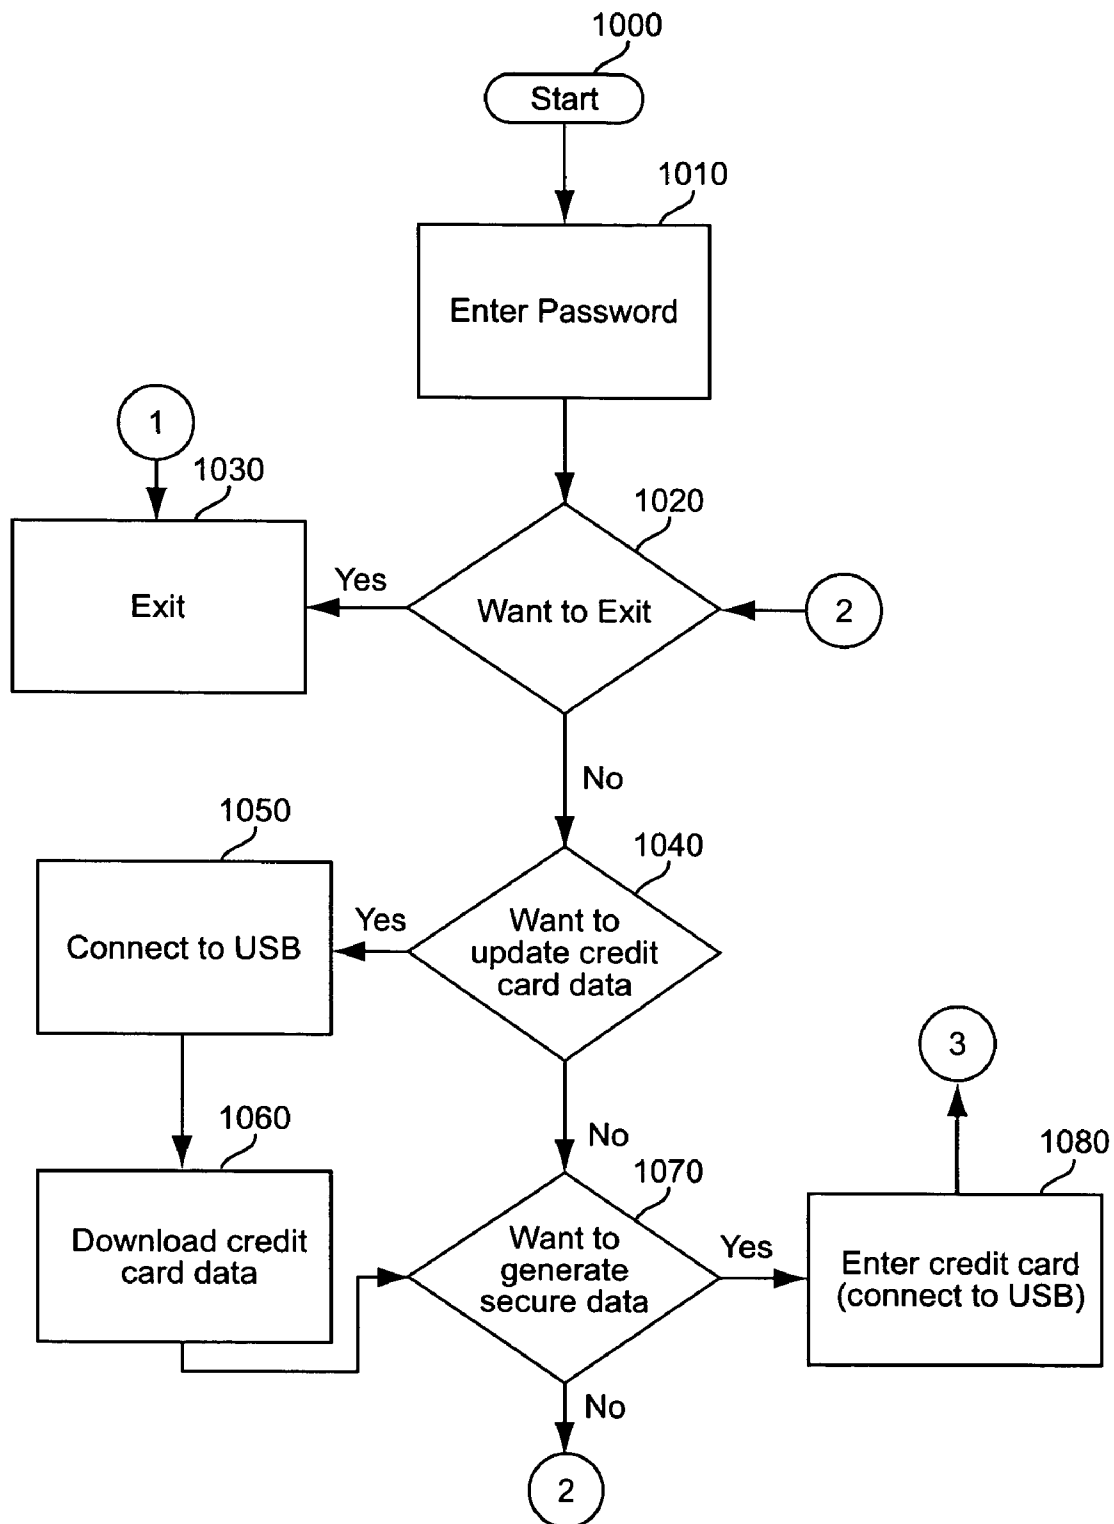 1000
Start
1010
Enter Password
1
1030
1020
Exit
Yes
Want to Exit
2
No
1050
1040
Connect to USB
Yes
Want to
update credit
card data
3
No
1060
1070
1080
Download credit
card data
Want to
generate
secure data
Yes
Enter credit card
(connect to USB)
No
2